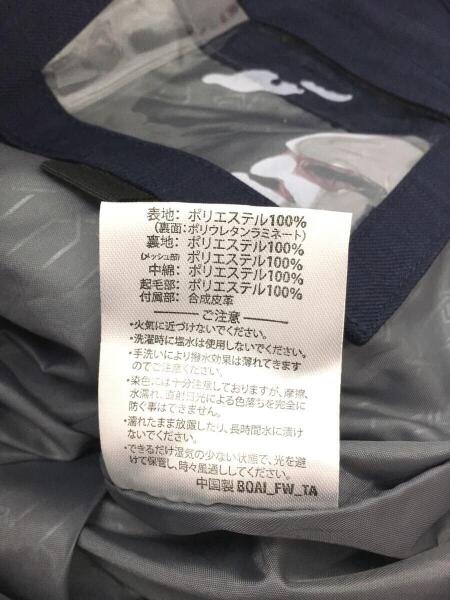 表地: ポリエステル100%
(裏面:ポリウレタンラミネート)
裏地: ポリエステル100%
(メッシュ部) ポリエステル100%
中綿: ポリエステル100%
起毛部: ポリエステル100%
付属部: 合成皮革
ご注意
・火気に近づけないでください。
・洗濯時に塩水は使用しないでください。
・手洗いにより撥水効果は薄れてきます
のでご注意ください。
・染色には十分注意しておりますが、摩擦、
水濡れ、直射日光による色落ちを完全に
防ぐ事はできません。
・濡れたまま放置したり、長時間水に漬け
ないでください。
・できるだけ湿気の少ない状態で、光を避
けて保管し、時々風通ししてください。
中国製 BOAI_FW_TA